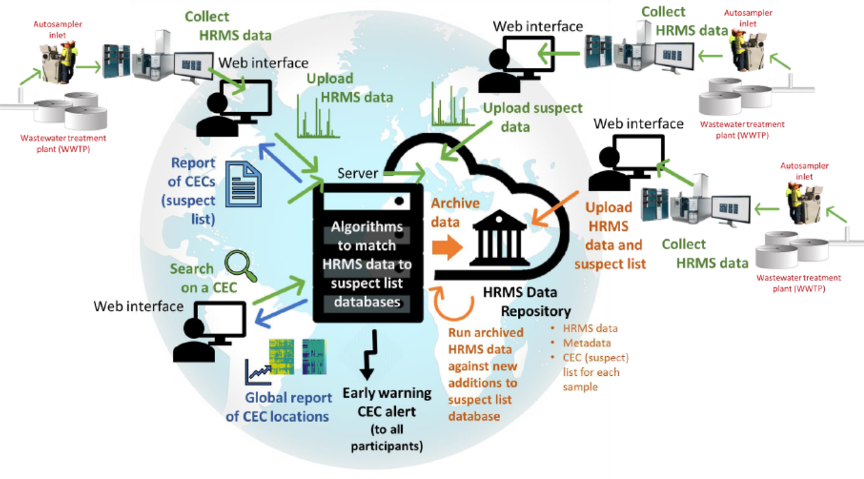 Autosampler
inlet
Wastewater treatment
plant (WWTP)
Collect
HRMS data
Web interface
Upload
HRMS data
Report
of CECs
(suspect
list)
Search
on a CEC
Web interface
Global report
of CEC locations
Server
Algorithms
to match
HRMS data to
suspect list
databases
Early warning
CEC alert
(to all
participants)
Archive
data
HRMS Data
Repository
• HRMS data
• Metadata
• CEC (suspect)
list for each
sample
Run archived
HRMS data
against new
additions to
suspect list
database
Web interface
Upload suspect
data
Collect
HRMS data
Autosampler
inlet
Wastewater treatment
plant (WWTP)
Web interface
Upload
HRMS
data and
suspect list
Collect
HRMS data
Autosampler
inlet
Wastewater treatment
plant (WWTP)